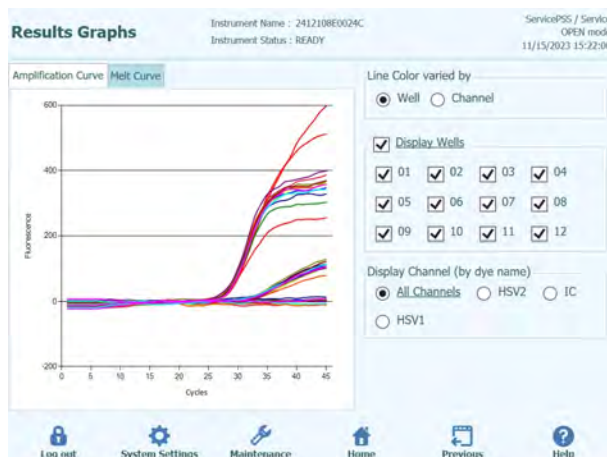 Results Graphs
Instrument Name : 2412108E0024C
Instrument Status : READY
ServicePSS / Service
OPEN mode
11/15/2023 15:22:00
Amplification Curve
Melt Curve
Line Color varied by
Well
Channel
Display Wells
01 02 03 04
05 06 07 08
09 10 11 12
Display Channel (by dye name)
All Channels
HSV2
IC
HSV1
Fluorescence
600
400
200
0
-200
0 5 10 15 20 25 30 35 40 45
Cycles
Log out
System Settings
Maintenance
Home
Previous
Help